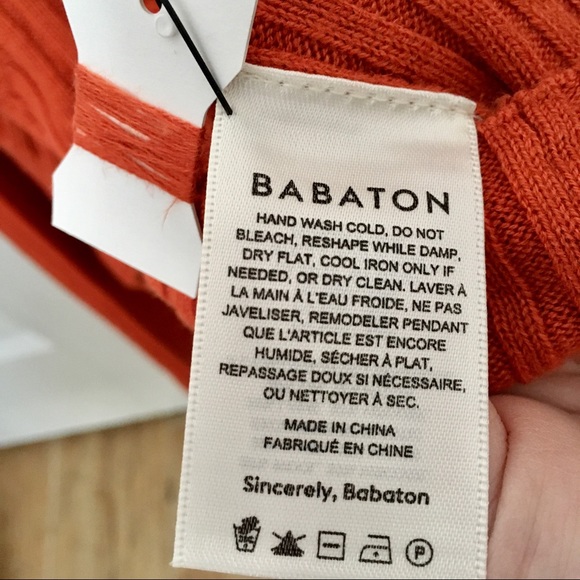 BABATON
HAND WASH COLD, DO NOT
BLEACH, RESHAPE WHILE DAMP,
DRY FLAT, COOL IRON ONLY IF
NEEDED, OR DRY CLEAN. LAVER À
LA MAIN À L'EAU FROIDE, NE PAS
JAVELISER, REMODELER PENDANT
QUE L'ARTICLE EST ENCORE
HUMIDE, SÉCHER À PLAT,
REPASSAGE DOUX SI NÉCESSAIRE,
OU NETTOYER À SEC.
MADE IN CHINA
FABRIQUÉ EN CHINE
Sincerely, Babaton
P